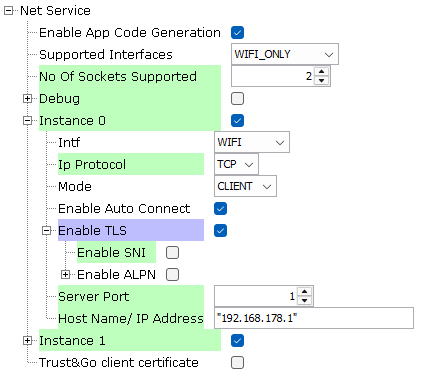 Net Service
Enable App Code Generation
Supported Interfaces WIFI_ONLY
No Of Sockets Supported 2
Debug
Instance 0
Intf WIFI
Ip Protocol TCP
Mode CLIENT
Enable Auto Connect
Enable TLS
Enable SNI
Enable ALPN
Server Port 1
Host Name/ IP Address "192.168.178.1"
Instance 1
Trust&Go client certificate